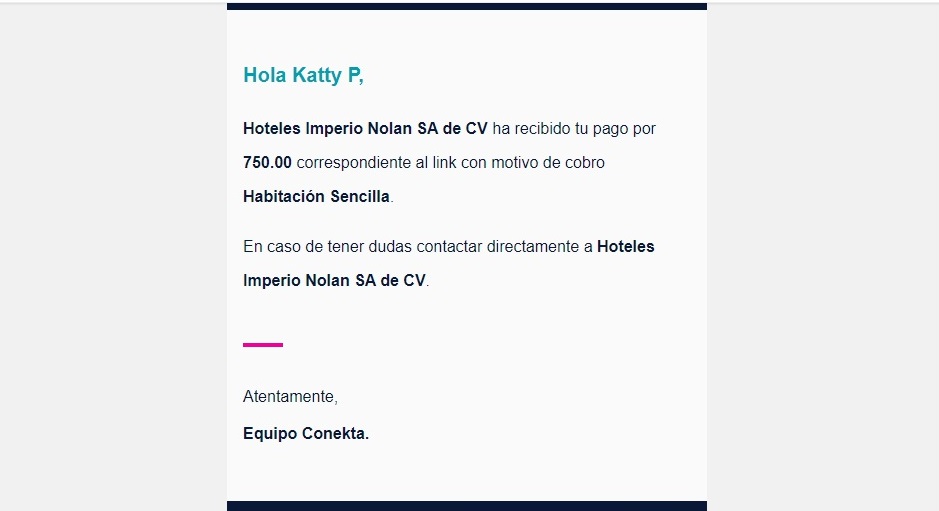 Hola Katty P,
Hoteles Imperio Nolan SA de CV ha recibido tu pago por
750.00 correspondiente al link con motivo de cobro
Habitación Sencilla.
En caso de tener dudas contactar directamente a Hoteles
Imperio Nolan SA de CV.
Atentamente,
Equipo Conekta.